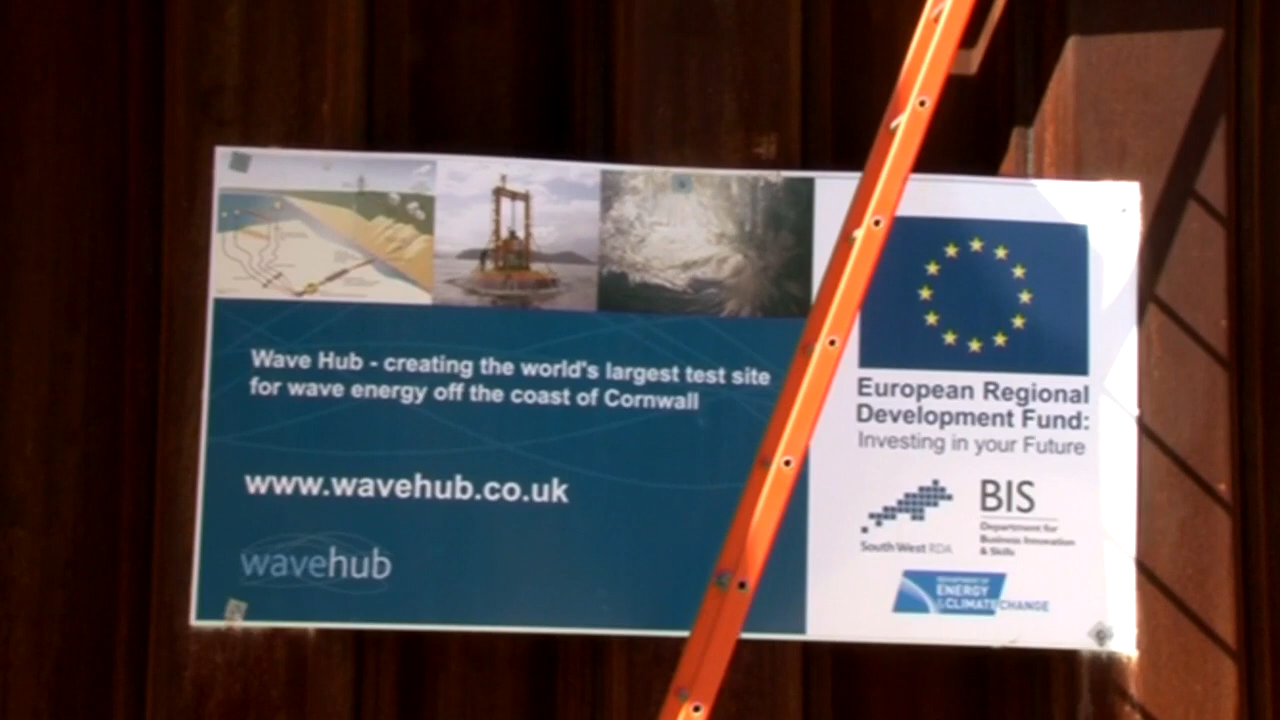 Wave Hub - creating the world's largest test site
for wave energy off the coast of Cornwall
www.wavehub.co.uk
wavehub
European Regional
Development Fund:
Investing in your Future
South West RDA
BIS
Department for
Business Innovation
& Skills
DEPARTMENT OF
ENERGY
& CLIMATE CHANGE